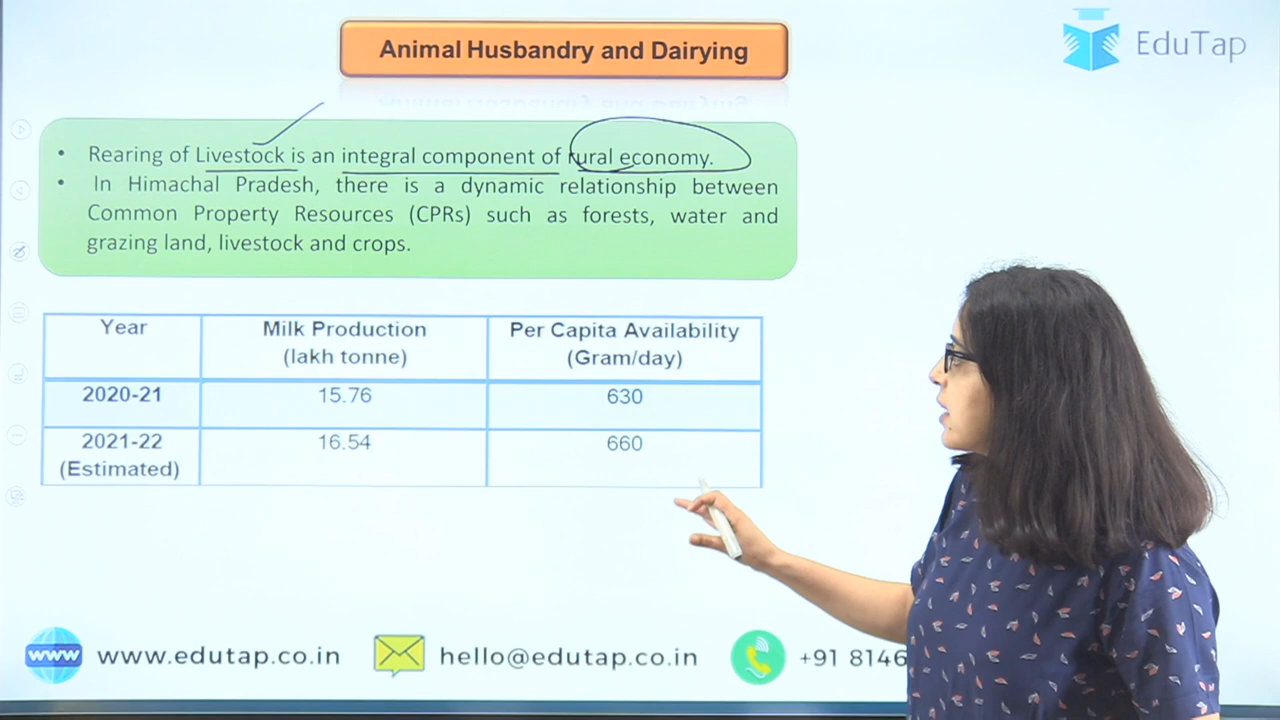 Animal Husbandry and Dairying
EduTap
• Rearing of Livestock is an integral component of rural economy.
• In Himachal Pradesh, there is a dynamic relationship between
Common Property Resources (CPRs) such as forests, water and
grazing land, livestock and crops.
Year Milk Production (lakh tonne) Per Capita Availability (Gram/day)
2020-21 15.76 630
2021-22 (Estimated) 16.54 660
www www.edutap.co.in hello@edutap.co.in +91 8146